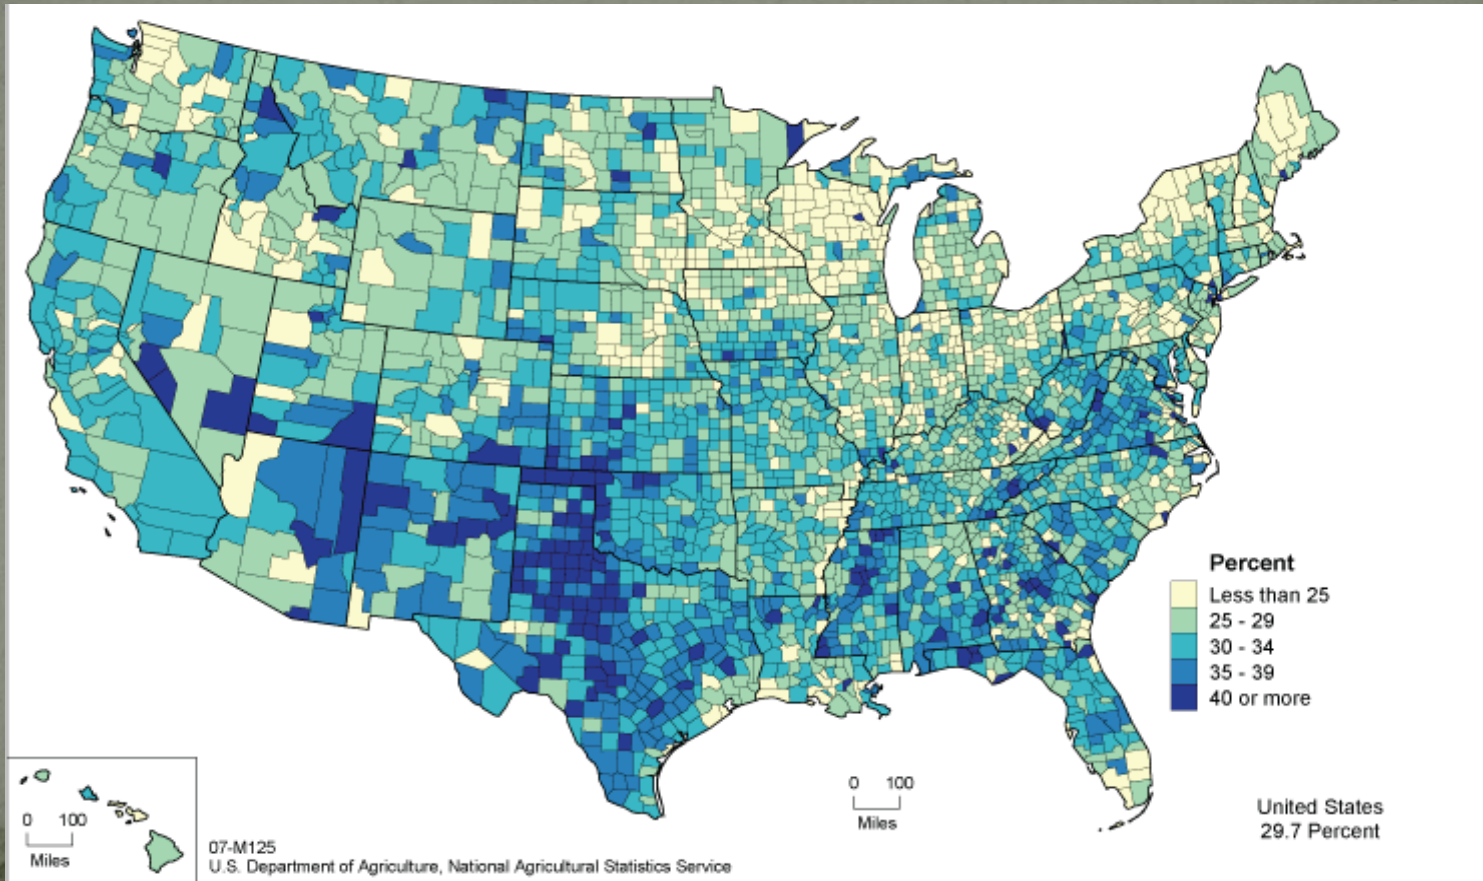 Percent
Less than 25
25 - 29
30 - 34
35 - 39
40 or more
0 100
Miles
United States
29.7 Percent
0 100
Miles
07-M125
U.S. Department of Agriculture, National Agricultural Statistics Service